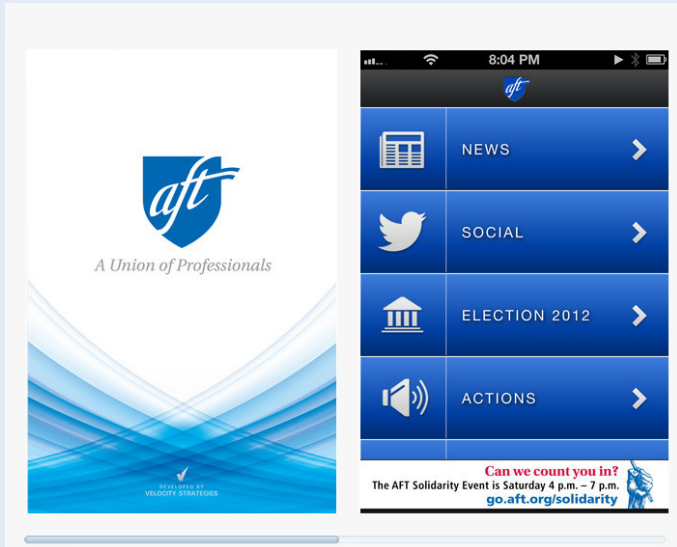 aft
A Union of Professionals
DEVELOPED BY
VELOCITY STRATEGIES
8:04 PM
aft
NEWS
SOCIAL
ELECTION 2012
ACTIONS
Can we count you in?
The AFT Solidarity Event is Saturday 4 p.m. – 7 p.m.
go.aft.org/solidarity